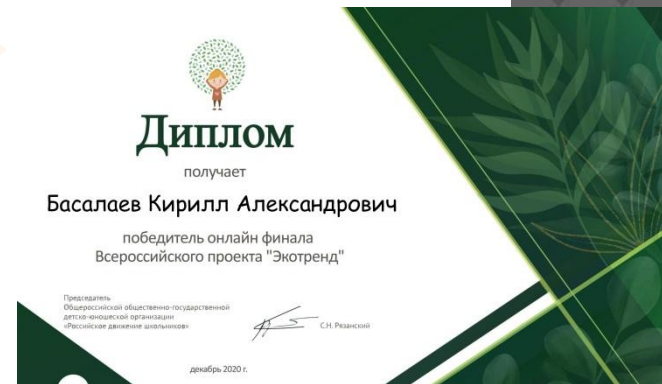 Диплом
получает
Басалаев Кирилл Александрович
победитель онлайн финала
Всероссийского проекта "Экотренд"
Председатель
Общероссийской общественно-государственной
детско-юношеской организации
«Российское движение школьников»
С.Н. Рязанский
декабрь 2020 г.